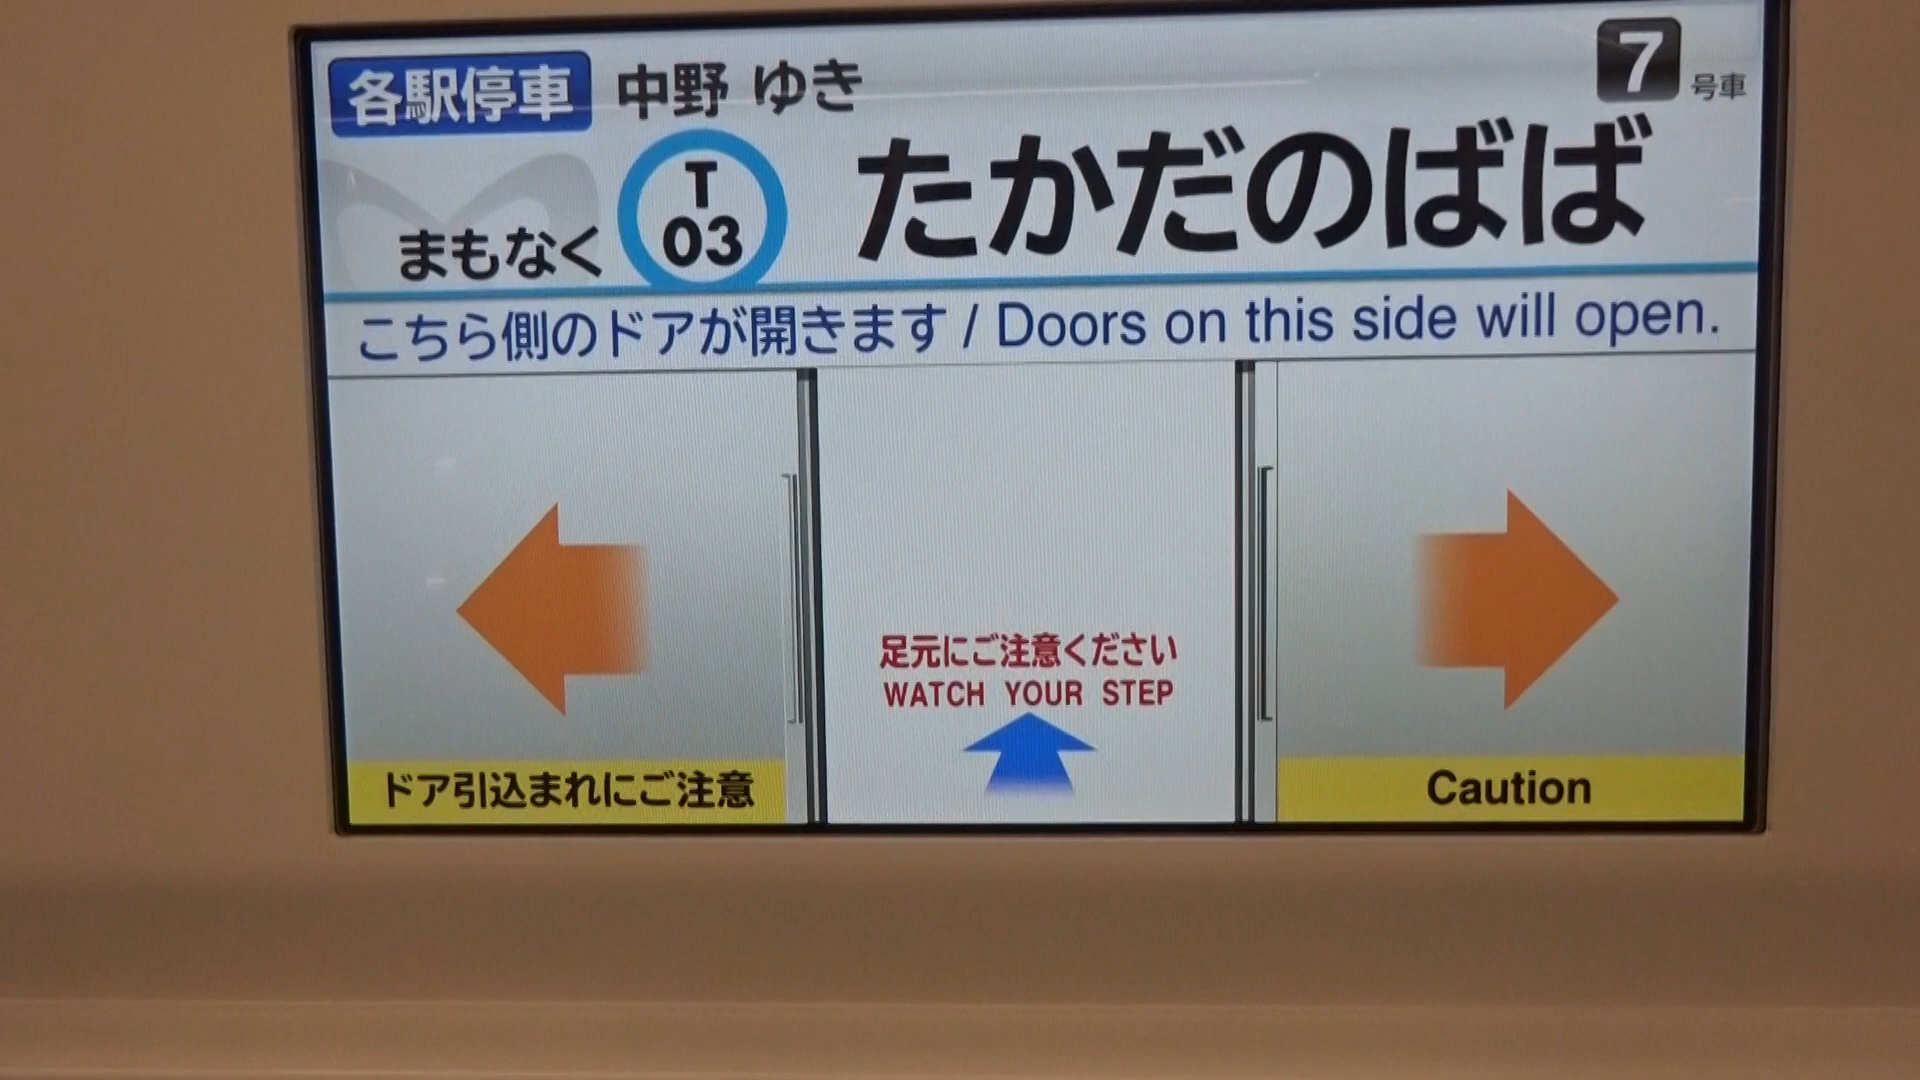 各駅停車 中野 ゆき
7 号車
まもなく T 03 たかだのばば
こちら側のドアが開きます / Doors on this side will open.
足元にご注意ください
WATCH YOUR STEP
ドア引込まれにご注意
Caution